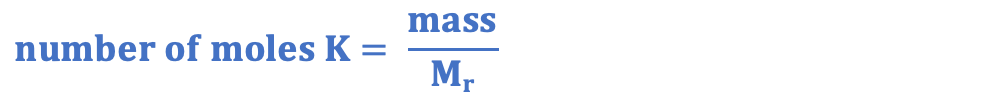 number of moles K = mass
Mᵣ